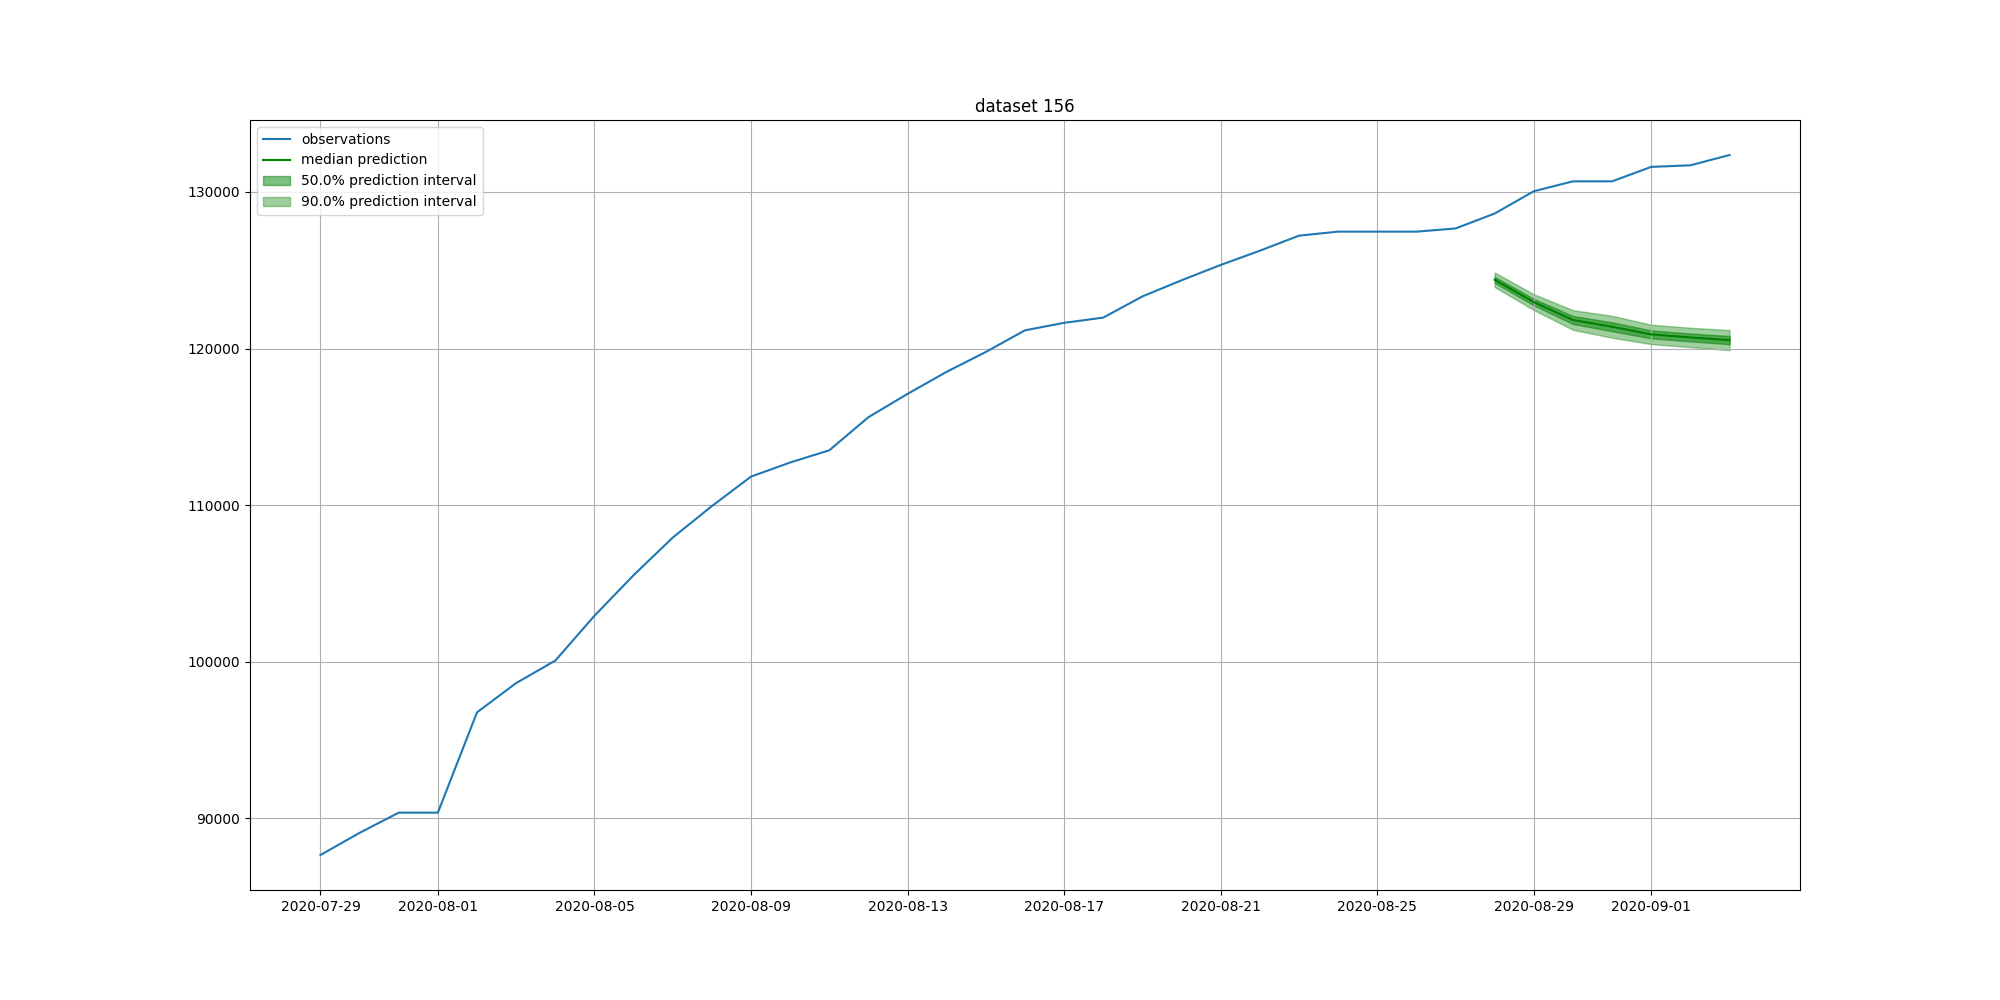 dataset 156
observations
median prediction
50.0% prediction interval
90.0% prediction interval
130000
120000
110000
100000
90000
2020-07-29 2020-08-01 2020-08-05 2020-08-09 2020-08-13 2020-08-17 2020-08-21 2020-08-25 2020-08-29 2020-09-01